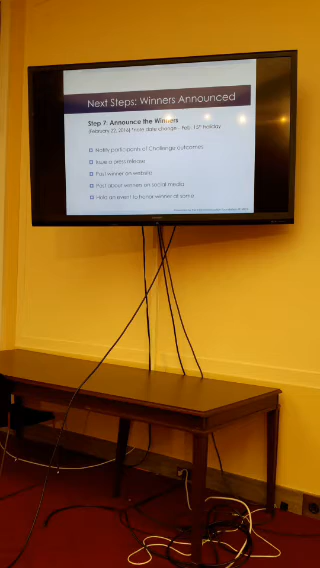 Next Steps: Winners Announced
Step 7: Announce the Winners
Notify participants of Challenge outcomes
Issue a press release
Post winner on website
Post about winners on social media
Hold an event to honor winner at